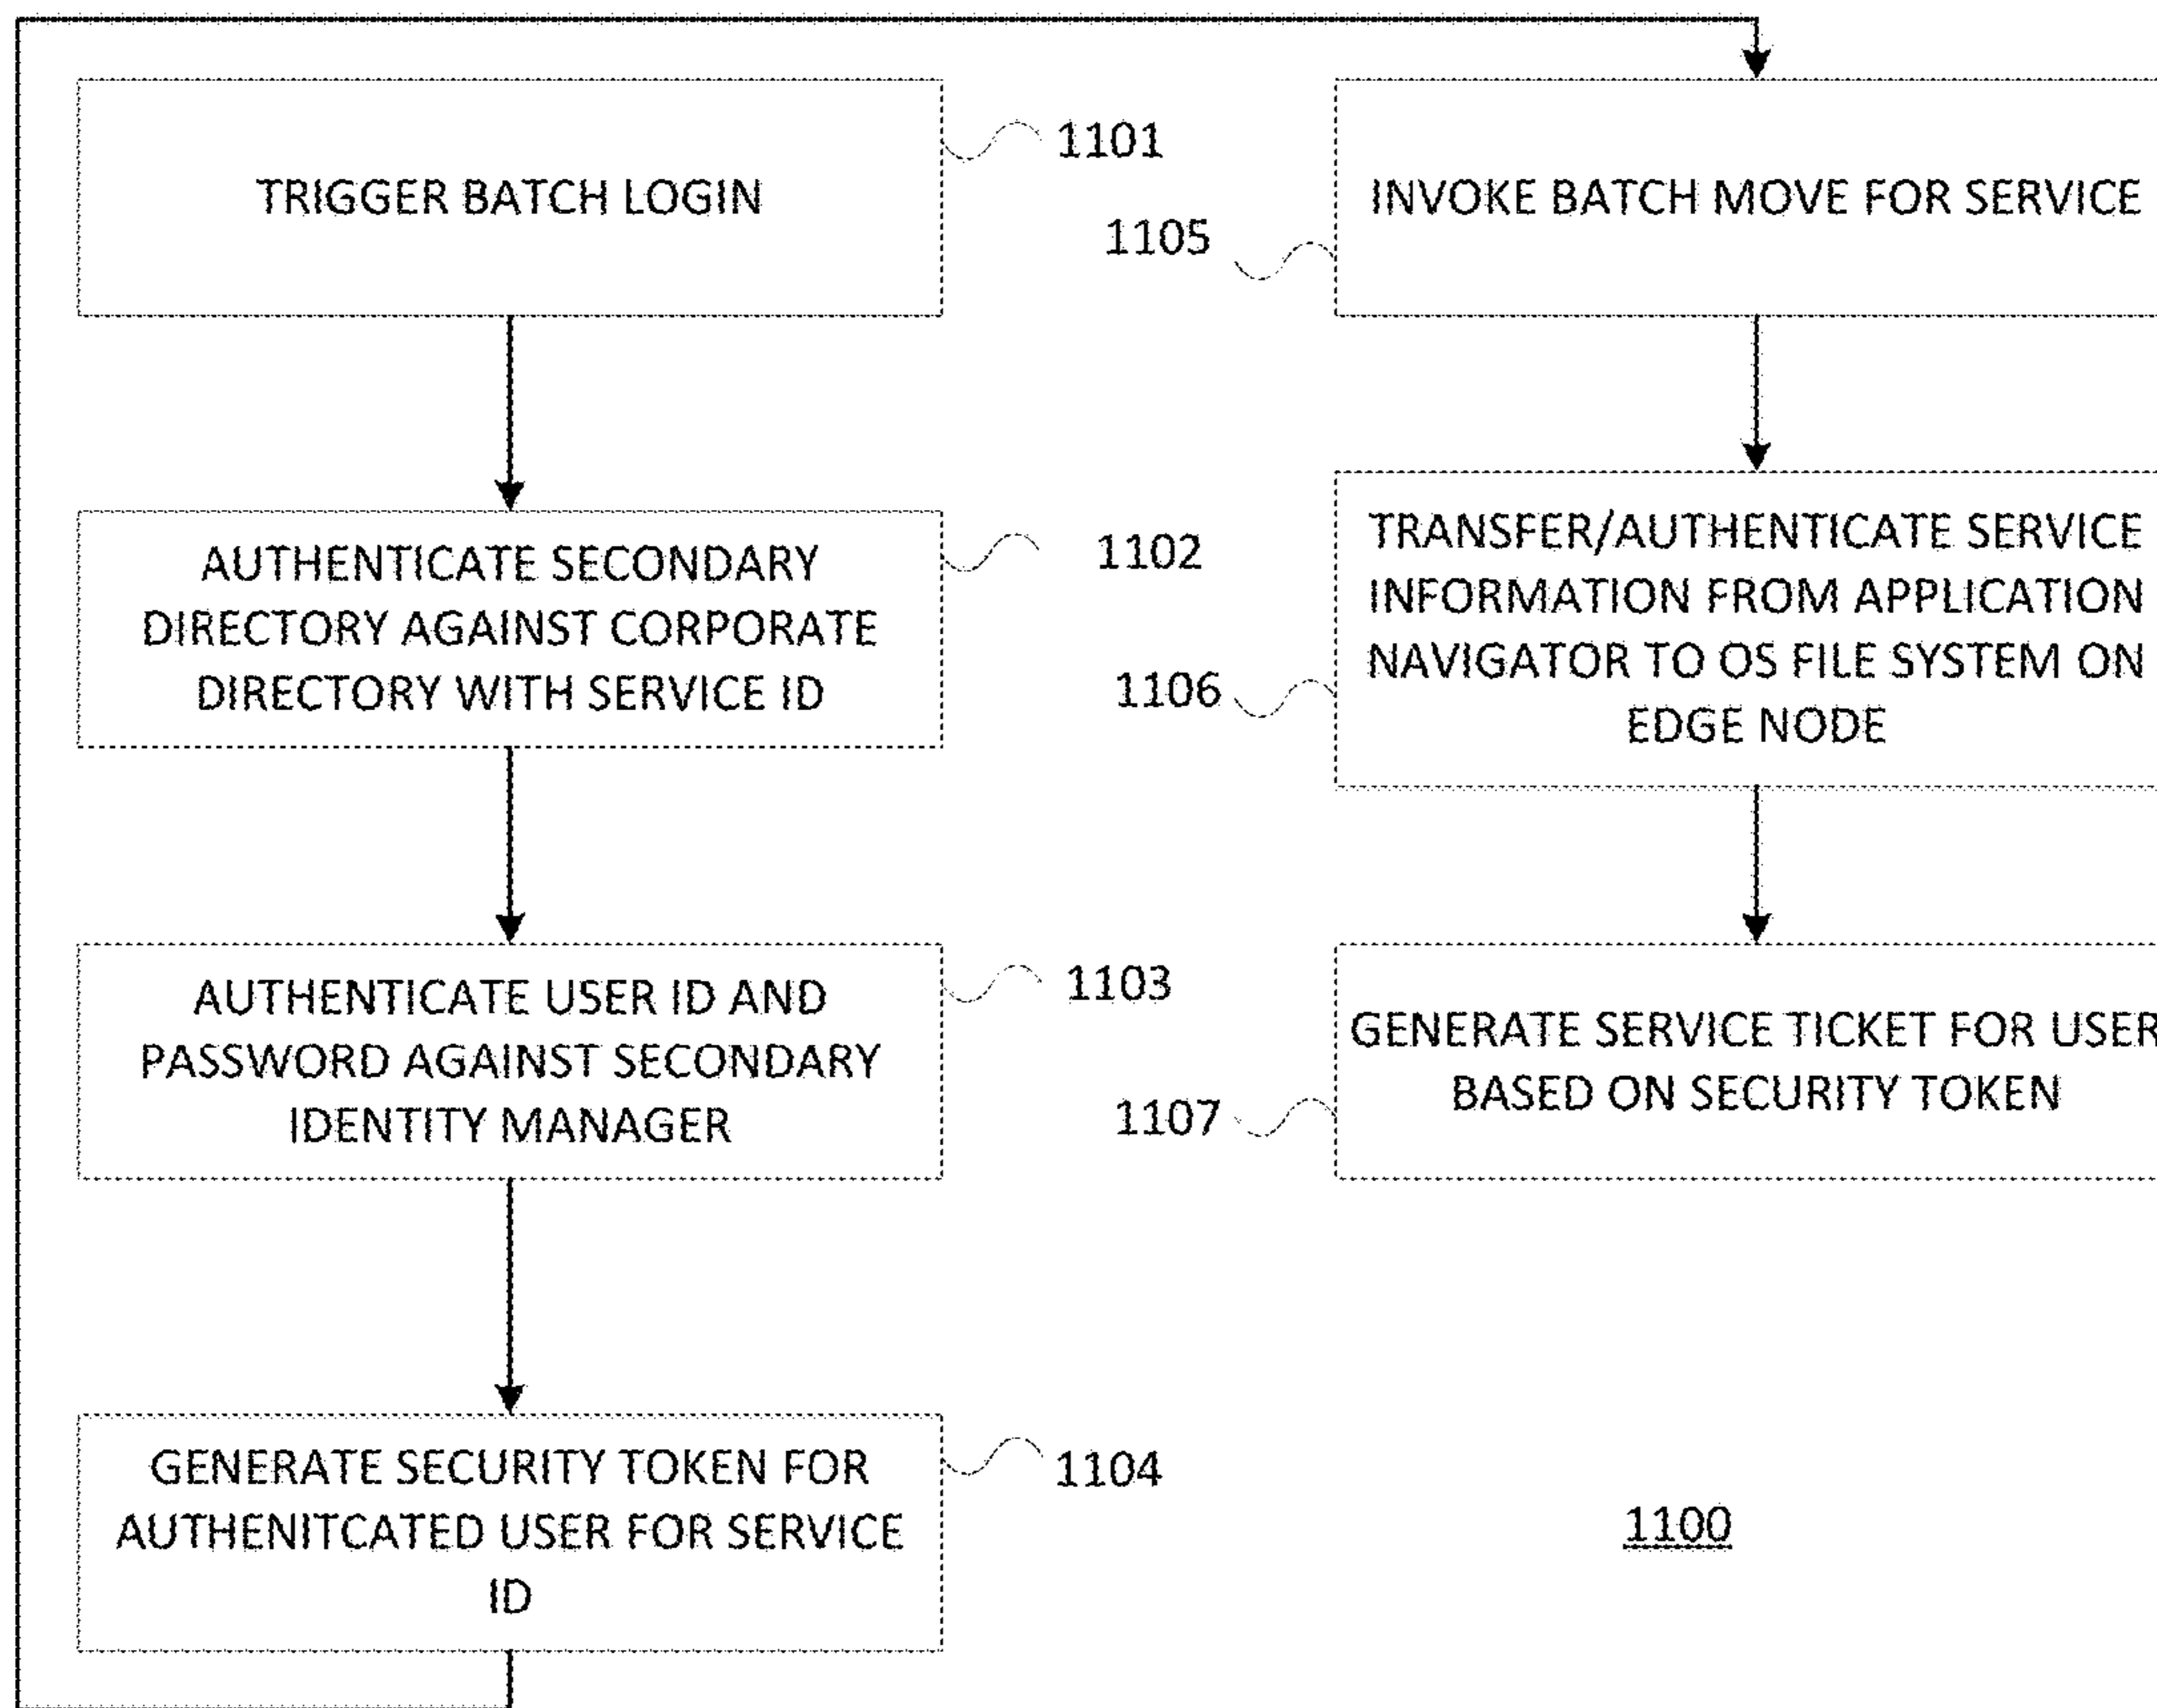 TRIGGER BATCH LOGIN
1101
AUTHENTICATE SECONDARY
DIRECTORY AGAINST CORPORATE
DIRECTORY WITH SERVICE ID
1102
AUTHENTICATE USER ID AND
PASSWORD AGAINST SECONDARY
IDENTITY MANAGER
1103
GENERATE SECURITY TOKEN FOR
AUTHENITCATED USER FOR SERVICE
ID
1104
INVOKE BATCH MOVE FOR SERVICE
1105
TRANSFER/AUTHENTICATE SERVICE
INFORMATION FROM APPLICATION
NAVIGATOR TO OS FILE SYSTEM ON
EDGE NODE
1106
GENERATE SERVICE TICKET FOR USER
BASED ON SECURITY TOKEN
1107
1100